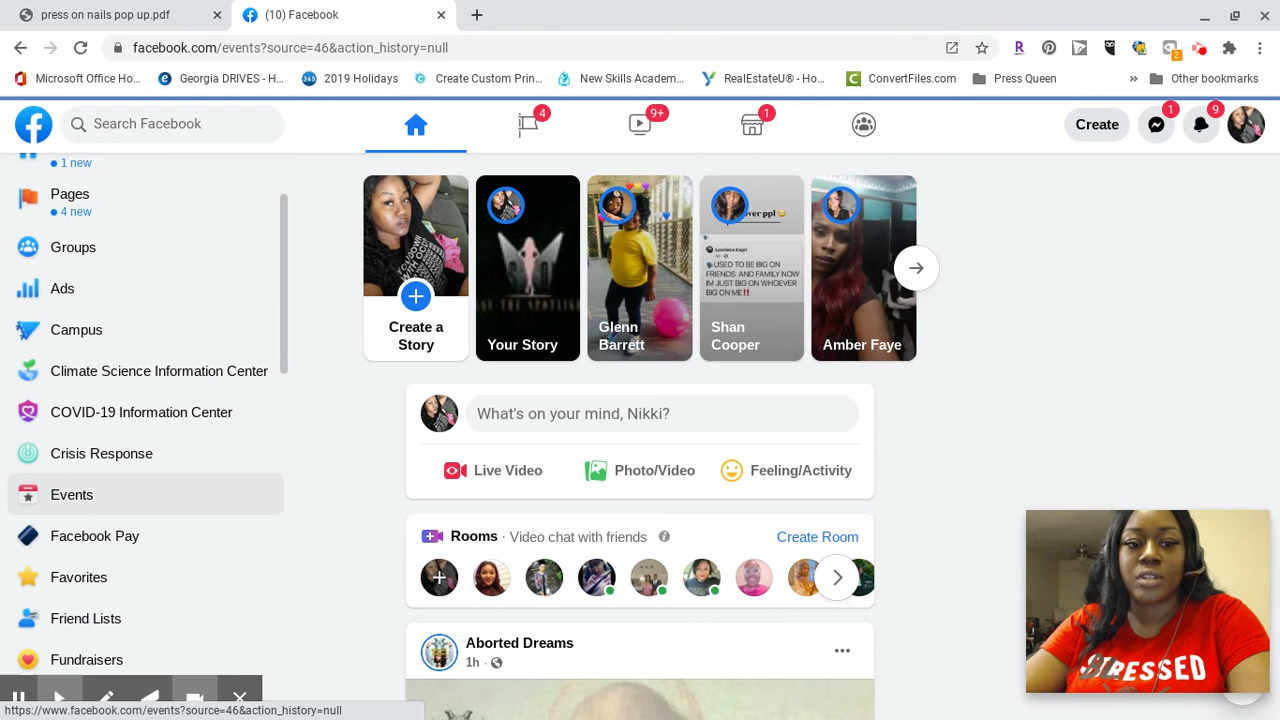 press on nails pop up.pdf
(10) Facebook
facebook.com/events?source=46&action_history=null
R
2
Microsoft Office Ho...
Georgia DRIVES - H...
365
2019 Holidays
Create Custom Prin...
New Skills Academ...
RealEstateU® - Ho...
C
ConvertFiles.com
Press Queen
»
Other bookmarks
Search Facebook
4
9+
1
Create
1
9
1 new
Pages
4 new
Groups
Ads
Campus
Climate Science Information Center
COVID-19 Information Center
Crisis Response
Events
Facebook Pay
Favorites
Friend Lists
Fundraisers
Create a
Story
THE SPOTLIGHT
Your Story
Glenn
Barrett
over ppl
USED TO BE BIG ON
FRIENDS AND FAMILY NOW
IM JUST BIG ON WHOEVER
BIG ON ME!!
Shan
Cooper
Amber Faye
What's on your mind, Nikki?
Live Video
Photo/Video
Feeling/Activity
Rooms · Video chat with friends
Create Room
Aborted Dreams
1h ·
STRESSED
https://www.facebook.com/events?source=46&action_history=null